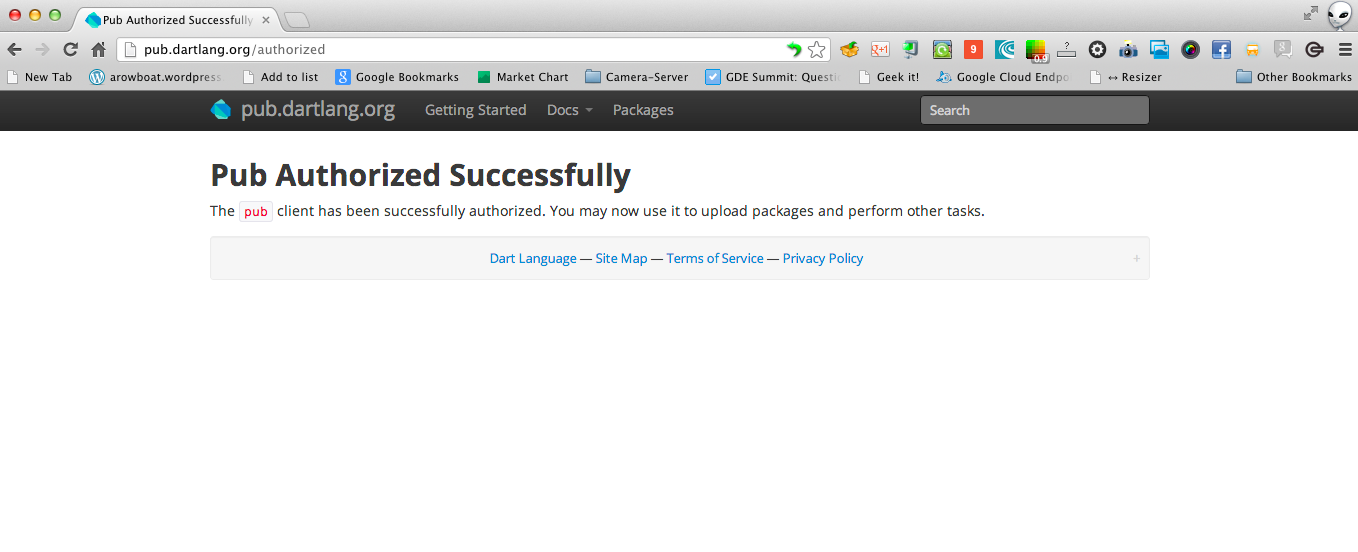 Pub Authorized Successfully
pub.dartlang.org/authorized
9
?
0.9
New Tab
arowboat.wordpress
Add to list
Google Bookmarks
Market Chart
Camera-Server
GDE Summit: Questi
Geek it!
Google Cloud Endpo
↔ Resizer
Other Bookmarks
pub.dartlang.org
Getting Started
Docs
Packages
Search
Pub Authorized Successfully
The pub client has been successfully authorized. You may now use it to upload packages and perform other tasks.
Dart Language — Site Map — Terms of Service — Privacy Policy
+